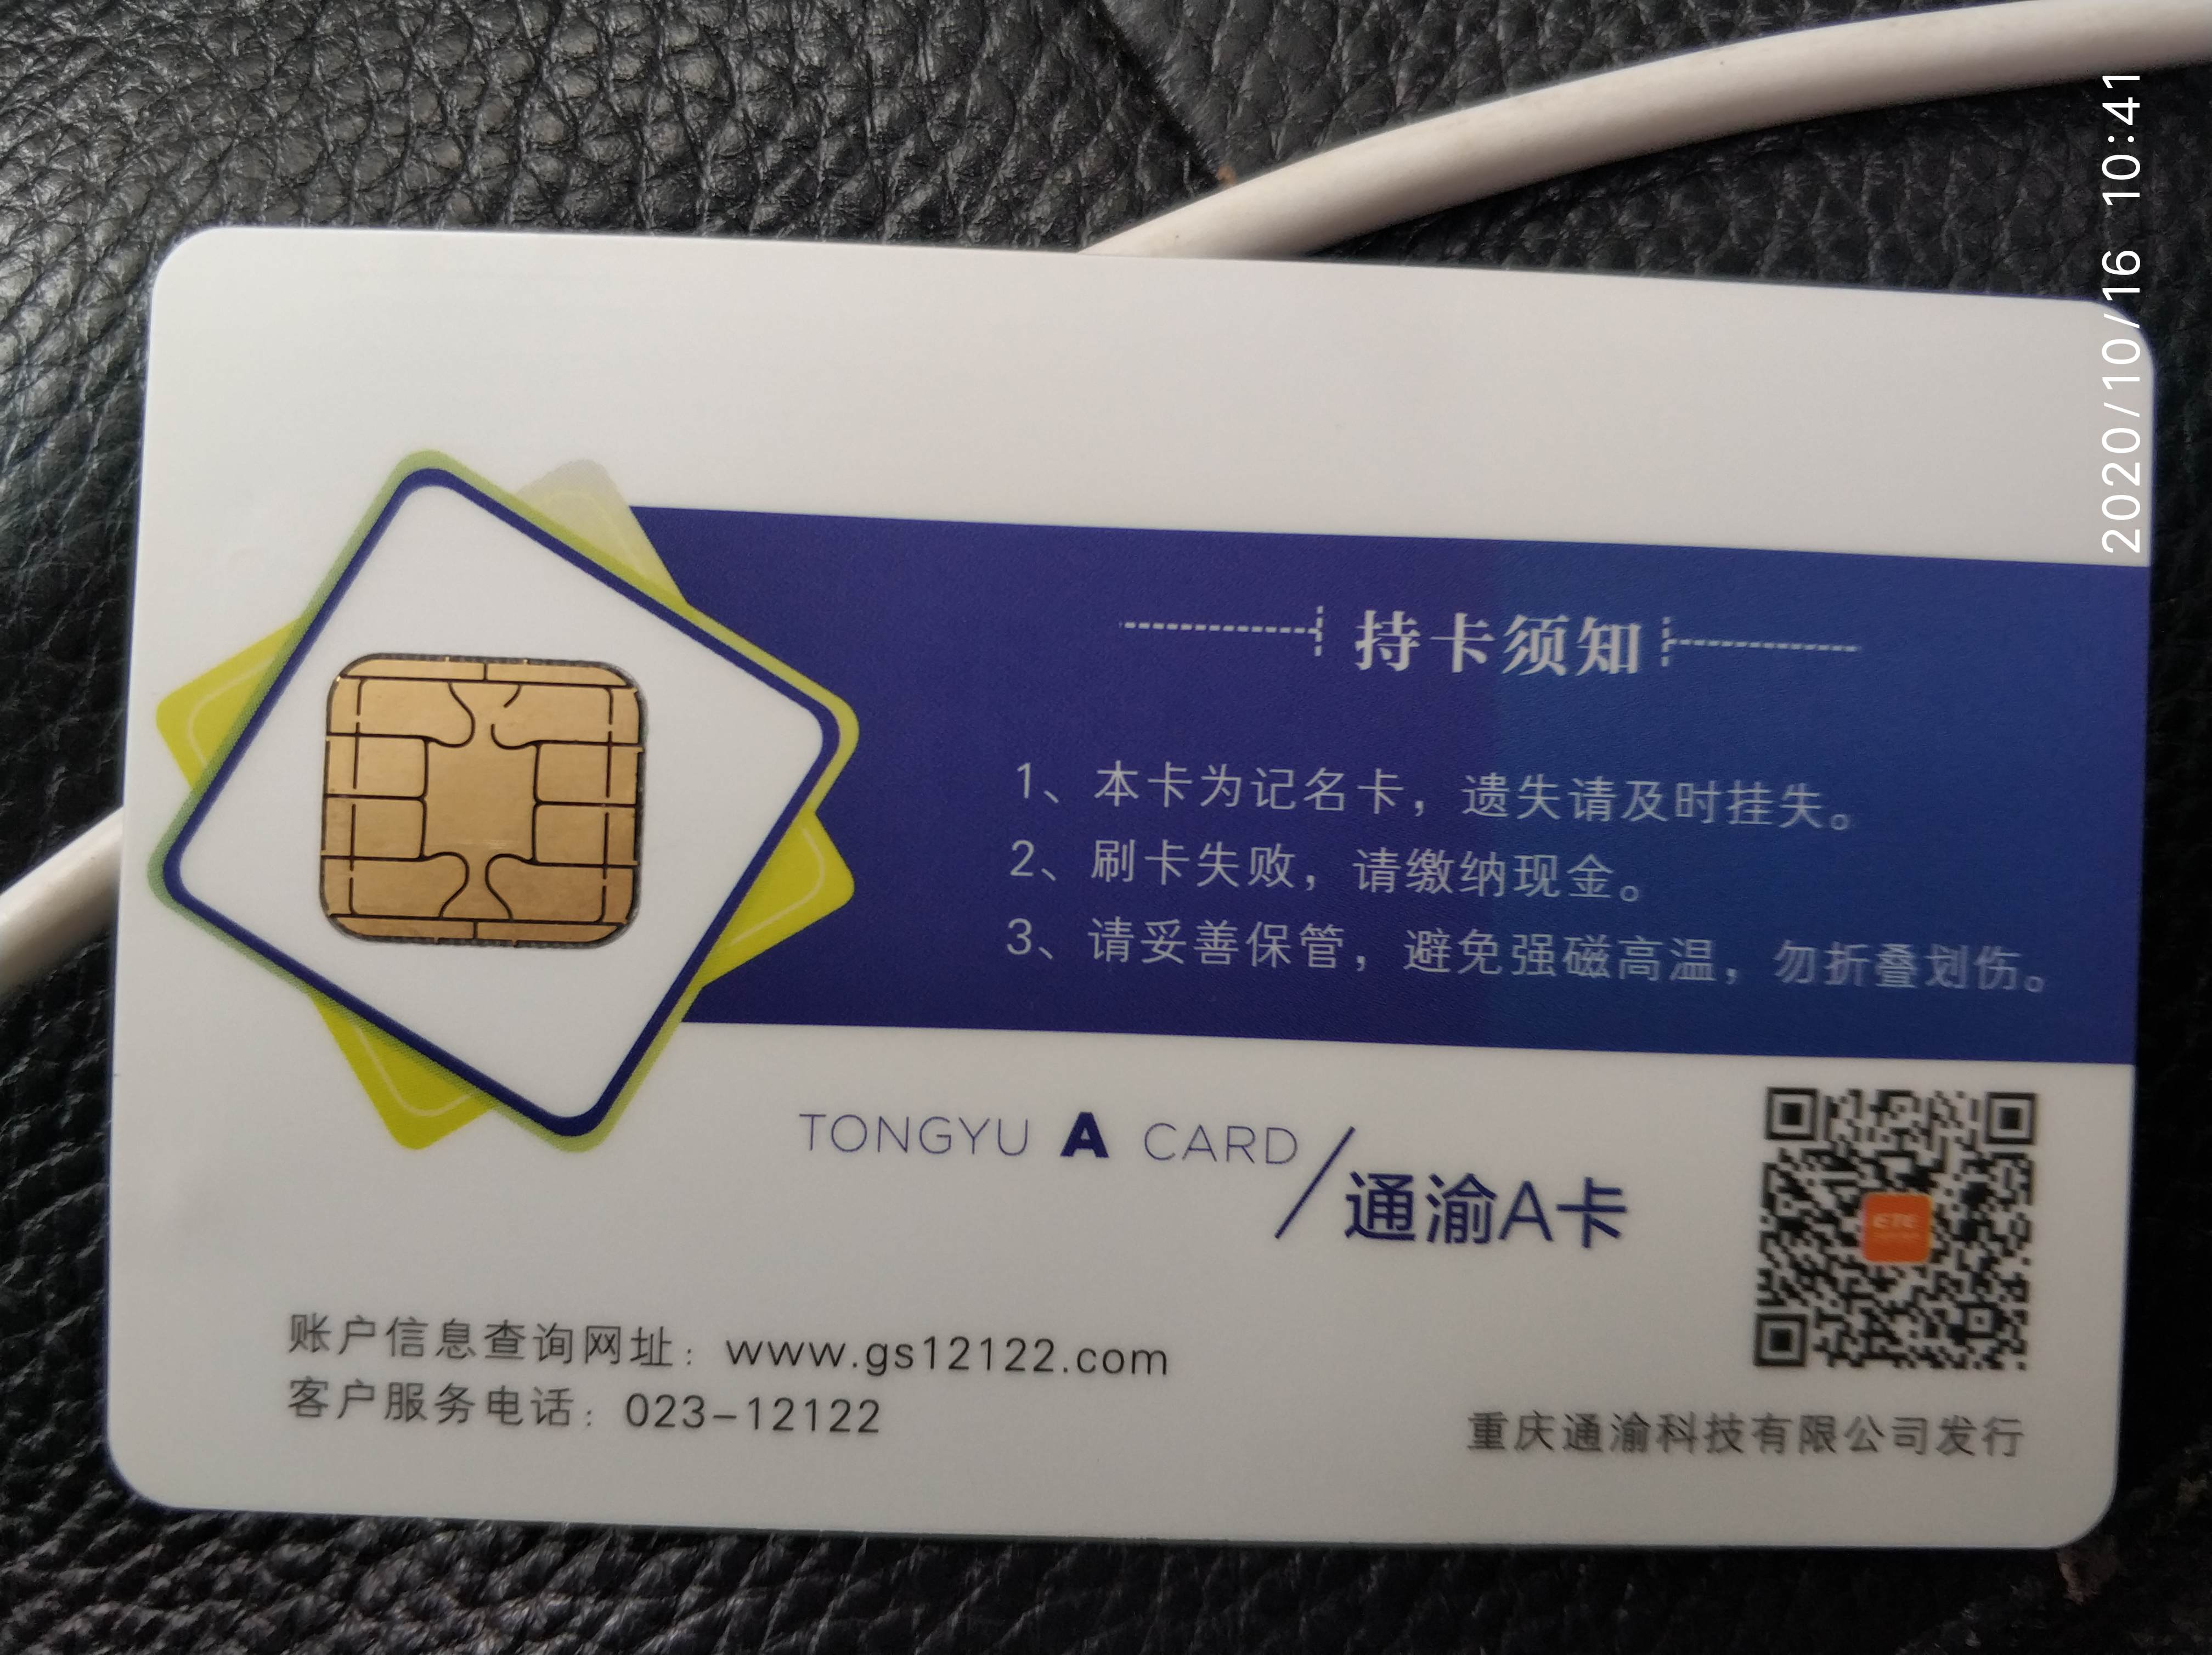 持卡须知
1、本卡为记名卡，遗失请及时挂失。
2、刷卡失败，请缴纳现金。
3、请妥善保管，避免强磁高温，勿折叠划伤。
TONGYU A CARD
通渝A卡
账户信息查询网址：www.gs12122.com
客户服务电话：023-12122
重庆通渝科技有限公司发行
ETC
2020/10/16 10:41